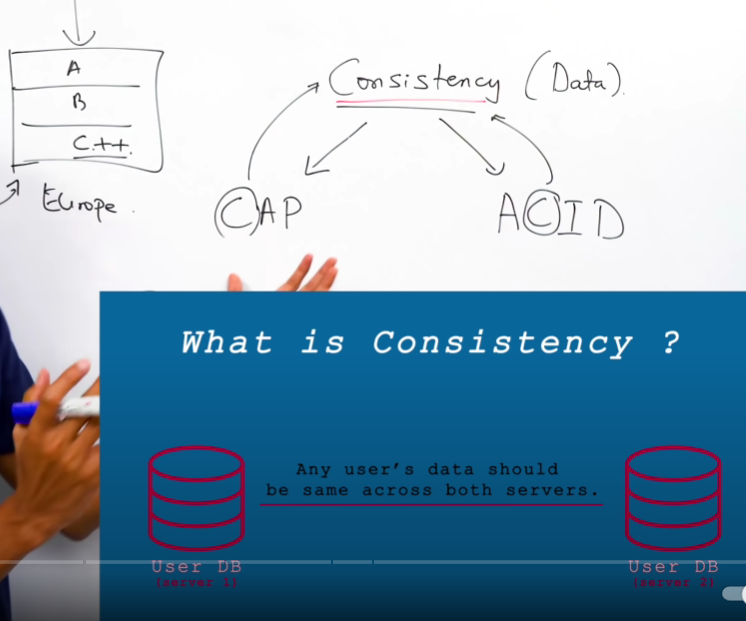 A
B
C++.
Europe.
Consistency (Data).
CAP
ACID
What is Consistency ?
Any user's data should
be same across both servers.
User DB
(server 1)
User DB
(server 2)